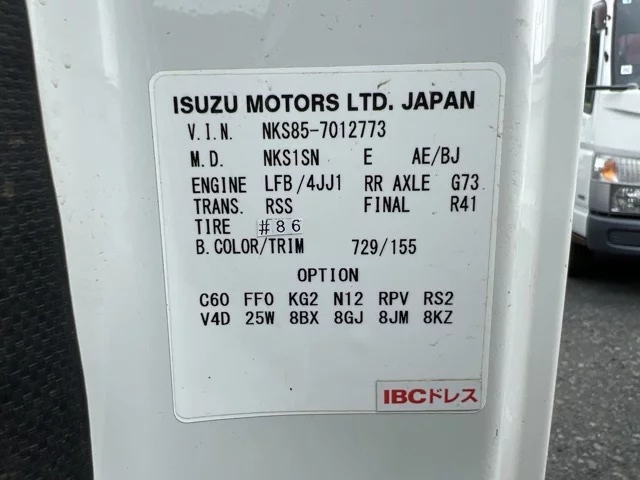 ISUZU MOTORS LTD. JAPAN
V.I.N. NKS85-7012773
M.D. NKS1SN E AE/BJ
ENGINE LFB/4JJ1 RR AXLE G73
TRANS. RSS FINAL R41
TIRE #86
B.COLOR/TRIM 729/155
OPTION
C60 FF0 KG2 N12 RPV RS2
V4D 25W 8BX 8GJ 8JM 8KZ
IBCドレス